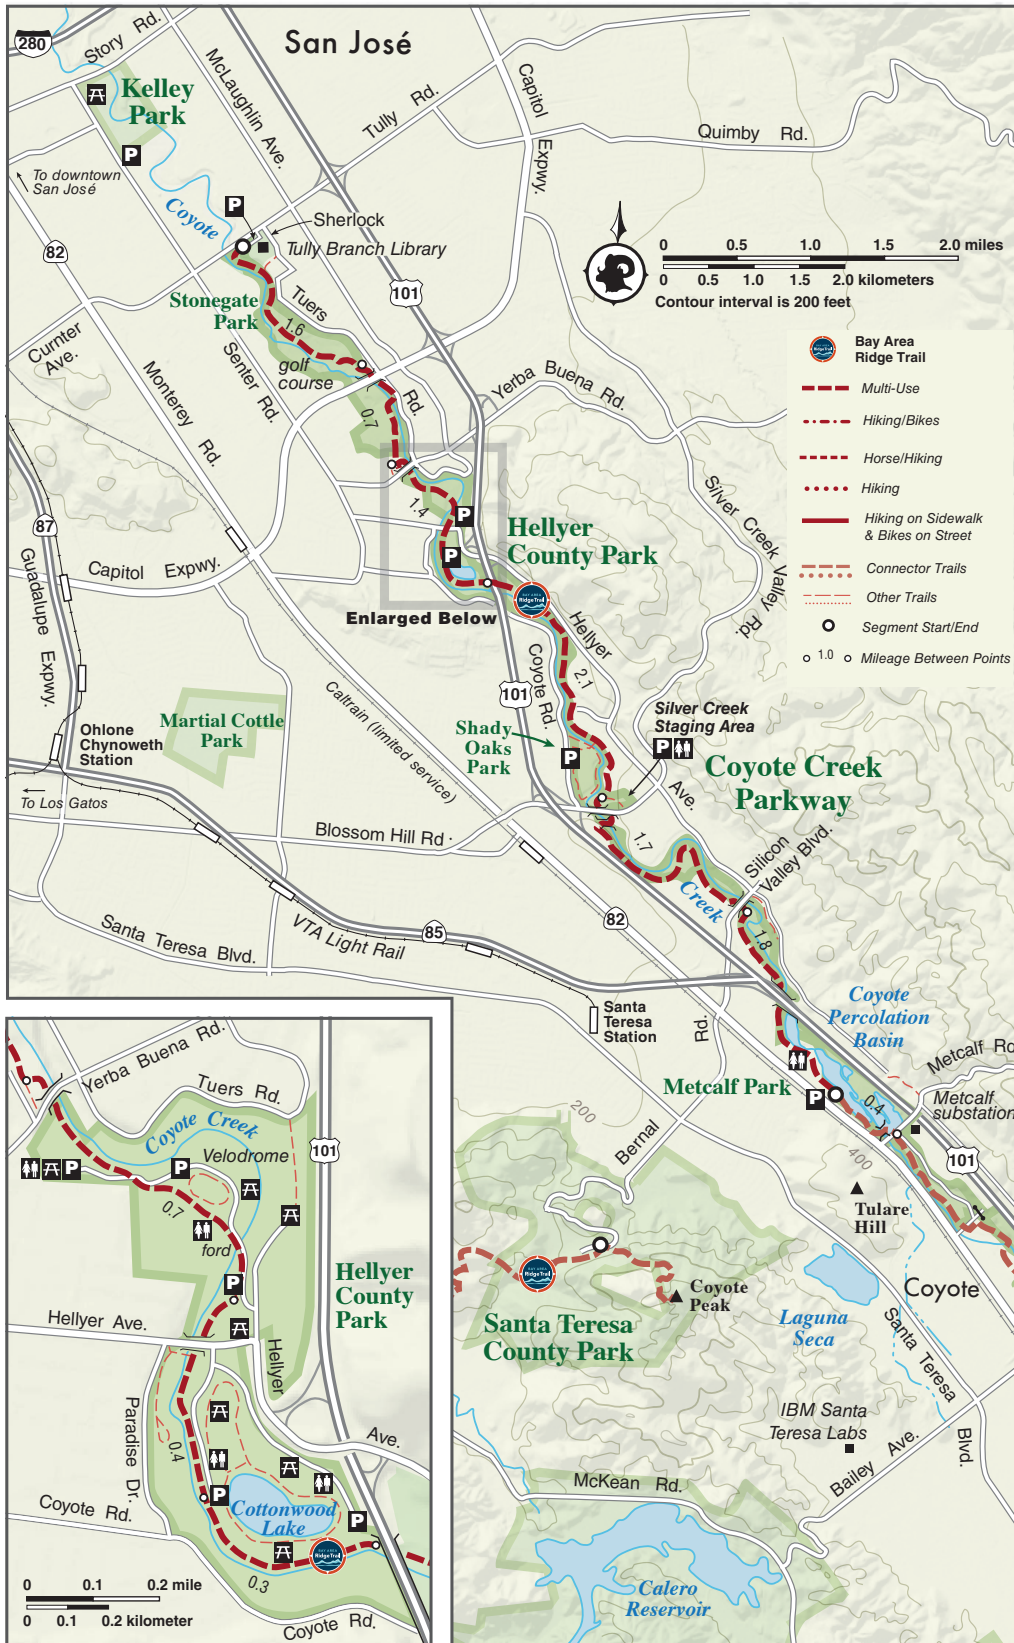 280
Story Rd.
San José
Kelley
Park
McLaughlin Ave.
Tully Rd.
Capitol Expwy.
Quimby Rd.
P
To downtown
San José
Coyote
P
Sherlock
Tully Branch Library
82
101
0 0.5 1.0 1.5 2.0 miles
0 0.5 1.0 1.5 2.0 kilometers
Contour interval is 200 feet
Stonegate
Park
Tuers Rd.
1.6
golf
course
Curnter
Ave.
Monterey Rd.
Senter Rd.
0.7
Yerba Buena Rd.
Bay Area
Ridge Trail
Multi-Use
Hiking/Bikes
Horse/Hiking
Hiking
Hiking on Sidewalk
& Bikes on Street
Connector Trails
Other Trails
Segment Start/End
1.0 Mileage Between Points
Silver Creek Valley Rd.
87
Guadalupe Expwy.
Capitol Expwy.
1.4
P
P
Hellyer
County Park
BAY AREA
Ridge Trail
Enlarged Below
Hellyer Ave.
Coyote Rd.
101
2.1
Caltrain (limited service)
Martial Cottle
Park
Ohlone
Chynoweth
Station
To Los Gatos
Shady
Oaks
Park
P
Silver Creek
Staging Area
P
Coyote Creek
Parkway
Blossom Hill Rd.
1.7
Silicon
Valley Blvd.
Creek
82
85
VTA Light Rail
Santa Teresa Blvd.
1.8
Santa
Teresa
Station
Coyote
Percolation
Basin
Metcalf Rd
Metcalf
substation
Metcalf Park
P
0.4
101
200
400
Bernal Rd.
Tulare
Hill
Coyote
BAY AREA
Ridge Trail
Coyote
Peak
Santa Teresa
County Park
Laguna
Seca
Santa Teresa Blvd.
IBM Santa
Teresa Labs
Bailey Ave.
McKean Rd.
Calero
Reservoir
Yerba Buena Rd.
Tuers Rd.
Coyote Creek
Velodrome
101
P
P
0.7
ford
P
Hellyer
County
Park
Hellyer Ave.
Hellyer Ave.
Paradise Dr.
0.4
P
Cottonwood
Lake
P
BAY AREA
Ridge Trail
Coyote Rd.
0.3
Coyote Rd.
0 0.1 0.2 mile
0 0.1 0.2 kilometer